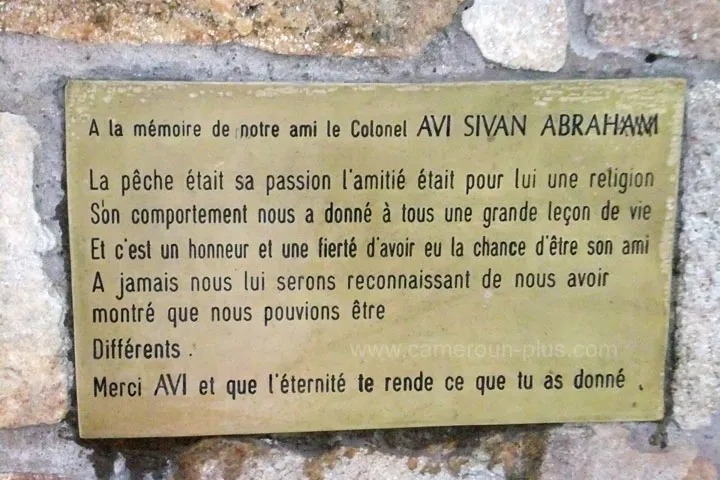 A la mémoire de notre ami le Colonel AVI SIVAN ABRAHAM
La pêche était sa passion l'amitié était pour lui une religion
Son comportement nous a donné à tous une grande leçon de vie
Et c'est un honneur et une fierté d'avoir eu la chance d'être son ami
A jamais nous lui serons reconnaissant de nous avoir
montré que nous pouvions être
Différents .
www.cameroun-plus.com
Merci AVI et que l'éternité te rende ce que tu as donné .